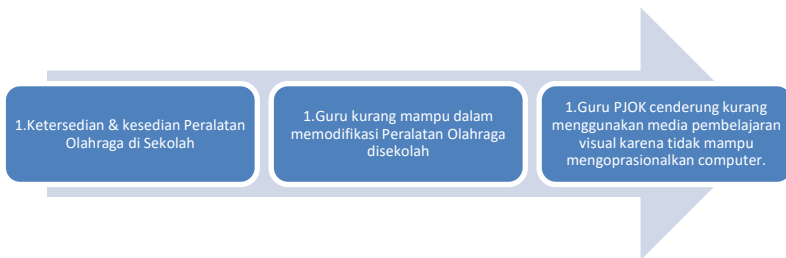 1.Ketersedian & kesedian Peralatan
Olahraga di Sekolah
1.Guru kurang mampu dalam
memodifikasi Peralatan Olahraga
disekolah
1.Guru PJOK cenderung kurang
menggunakan media pembelajaran
visual karena tidak mampu
mengoprasionalkan computer.